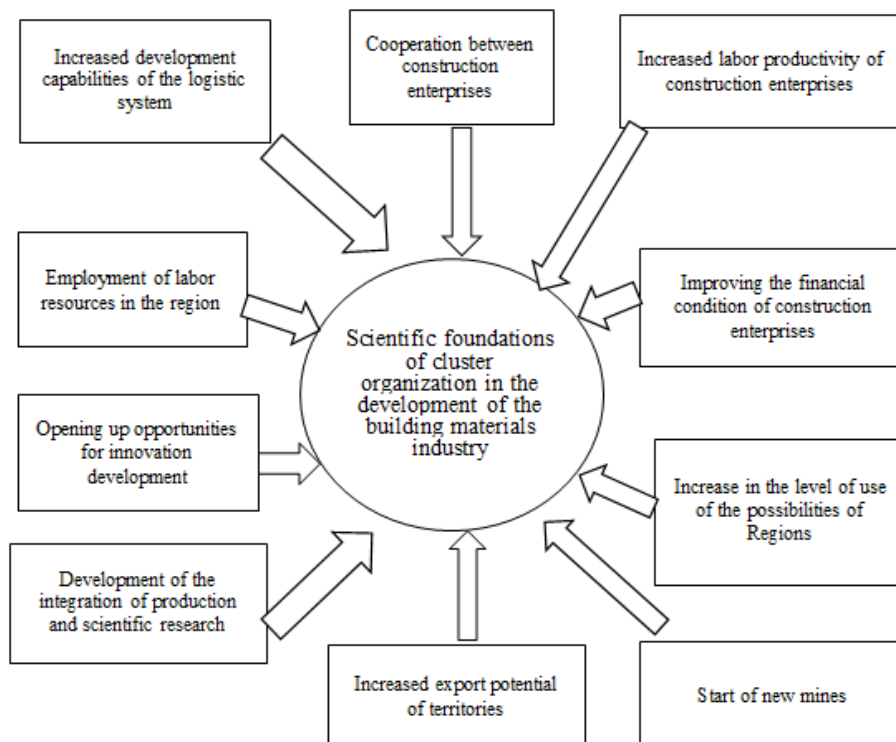 Increased development
capabilities of the logistic
system
Cooperation between
construction
enterprises
Increased labor productivity of
construction enterprises
Employment of labor
resources in the region
Improving the financial
condition of construction
enterprises
Scientific foundations
of cluster
organization in the
development of the
building materials
industry
Opening up opportunities
for innovation
development
Increase in the level of use
of the possibilities of
Regions
Development of the
integration of production
and scientific research
Increased export potential
of territories
Start of new mines